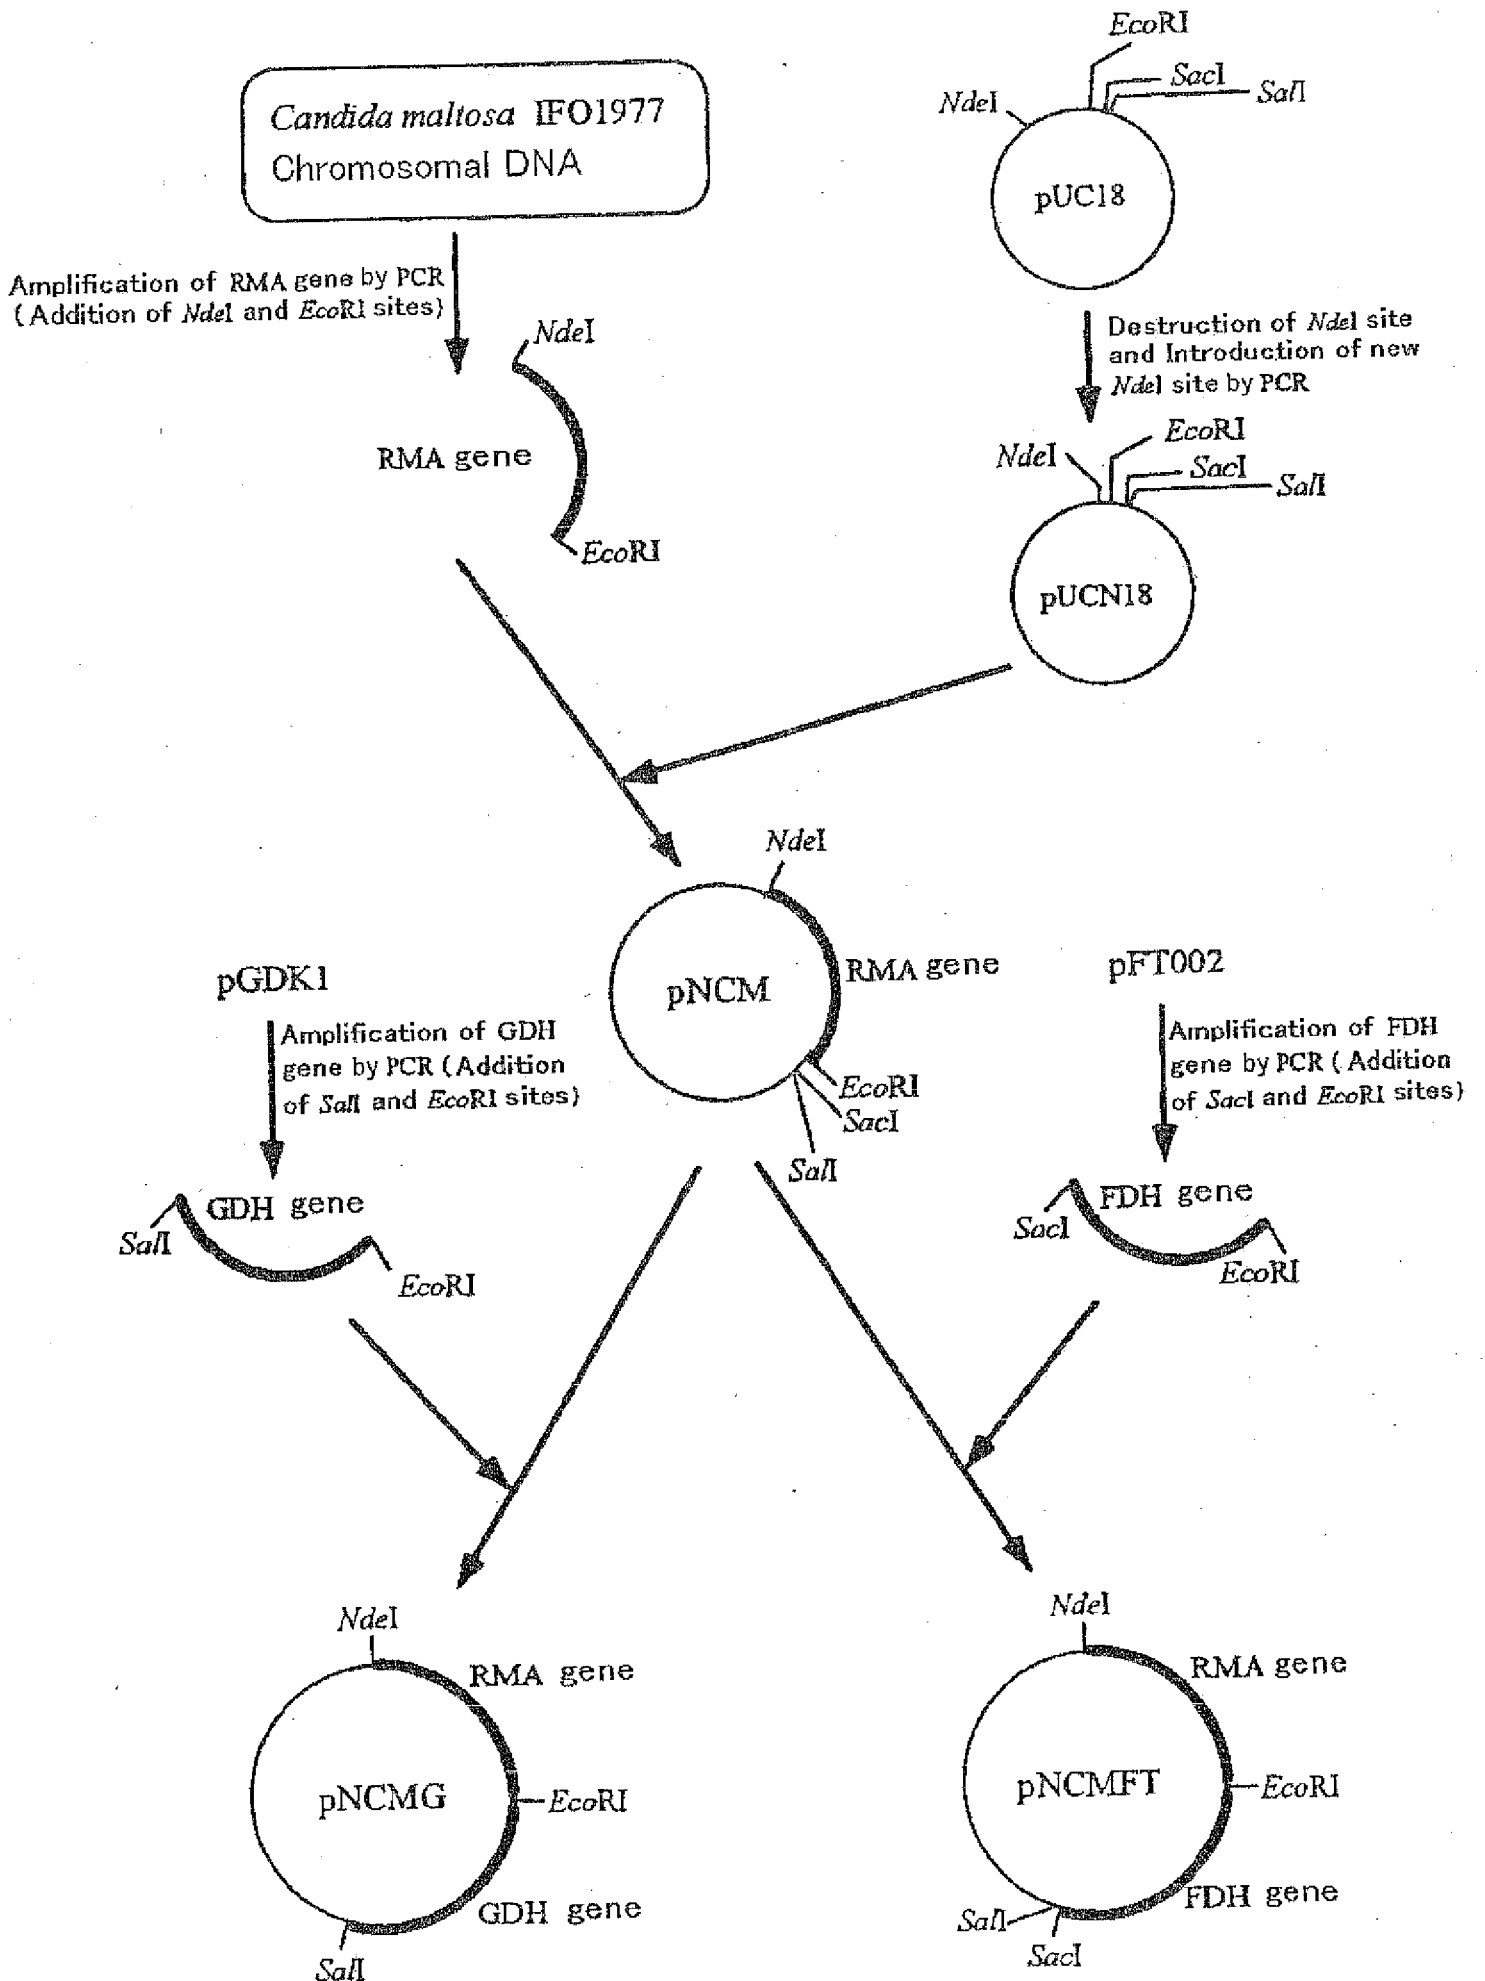 EcoRI
SacI
SalI
NdeI
pUC18
Candida maltosa IFO1977
Chromosomal DNA
Amplification of RMA gene by PCR
(Addition of NdeI and EcoRI sites)
NdeI
RMA gene
EcoRI
Destruction of NdeI site
and Introduction of new
NdeI site by PCR
EcoRI
NdeI
SacI
SalI
pUCN18
NdeI
pNCM
RMA gene
EcoRI
SacI
SalI
pGDK1
Amplification of GDH
gene by PCR (Addition
of SalI and EcoRI sites)
GDH gene
SalI
EcoRI
pFT002
Amplification of FDH
gene by PCR (Addition
of SacI and EcoRI sites)
FDH gene
SacI
EcoRI
NdeI
RMA gene
pNCMG
EcoRI
GDH gene
SalI
NdeI
RMA gene
pNCMFT
EcoRI
FDH gene
SalI
SacI